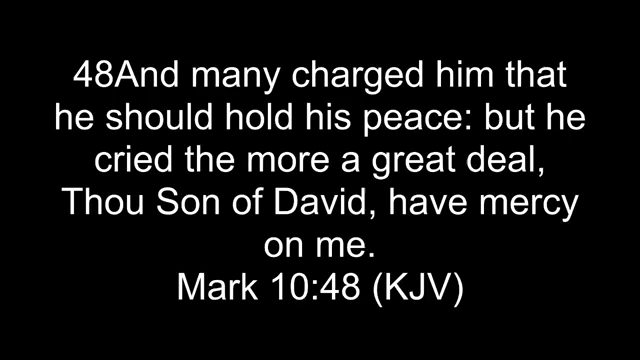 48And many charged him that
he should hold his peace: but he
cried the more a great deal,
Thou Son of David, have mercy
on me.
Mark 10:48 (KJV)